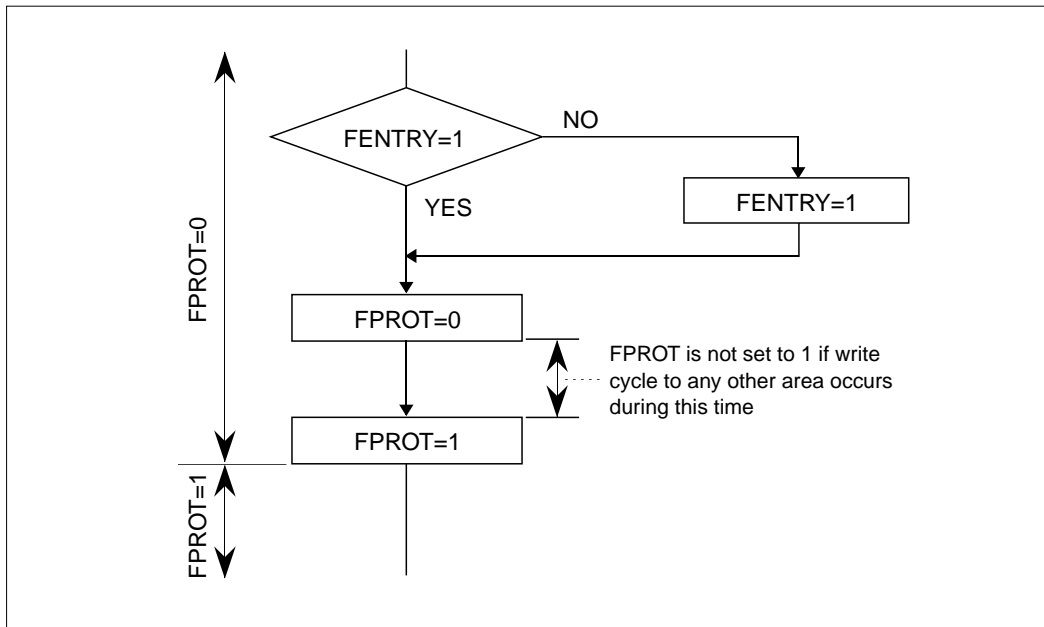 FENTRY=1
NO
FENTRY=1
YES
FPROT=0
FPROT=0
FPROT is not set to 1 if write
cycle to any other area occurs
during this time
FPROT=1
FPROT=1